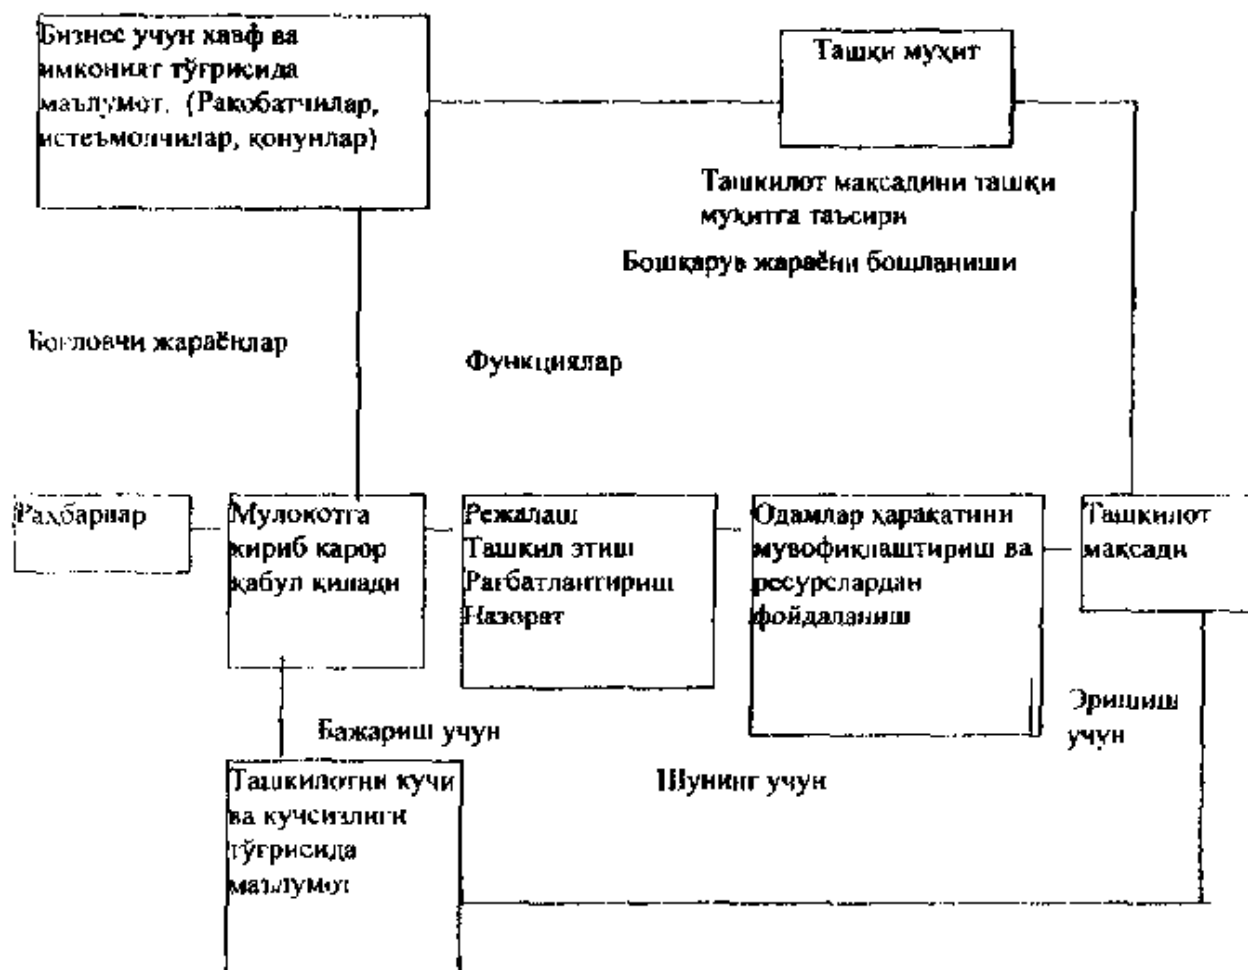 Бизнес учун хавф ва
имконият тўғрисида
маълумот. (Рақобатчилар,
истеъмолчилар, қонунлар)
Ташқи муҳит
Ташкилот мақсадини ташқи
муҳитга таъсири
Бошқарув жараёни бошланиши
Боғловчи жараёнлар
Функциялар
Раҳбарлар
Мулоқотга
кириб қарор
қабул қилади
Режалаш
Ташкил этиш
Рағбатлантириш
Назорат
Одамлар ҳаракатини
мувофиқлаштириш ва
ресурслардан
фойдаланиш
Ташкилот
мақсади
Бажариш учун
Шунинг учун
Эришиш
учун
Ташкилотни кучи
ва кучсизлиги
тўғрисида
маълумот